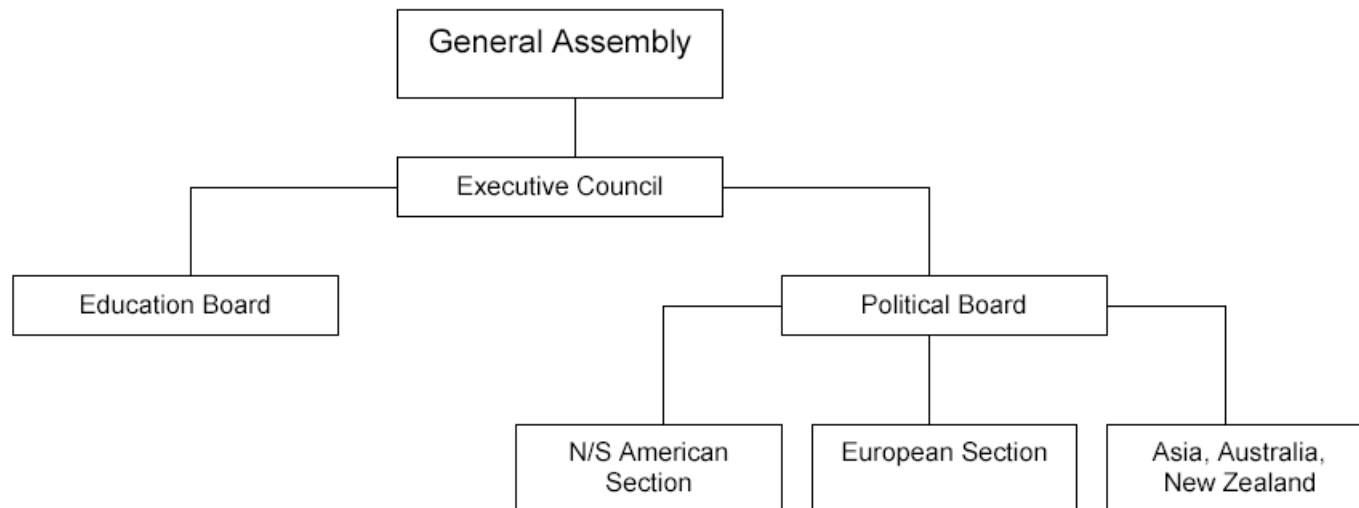 General Assembly
Executive Council
Education Board
Political Board
N/S American
Section
European Section
Asia, Australia,
New Zealand